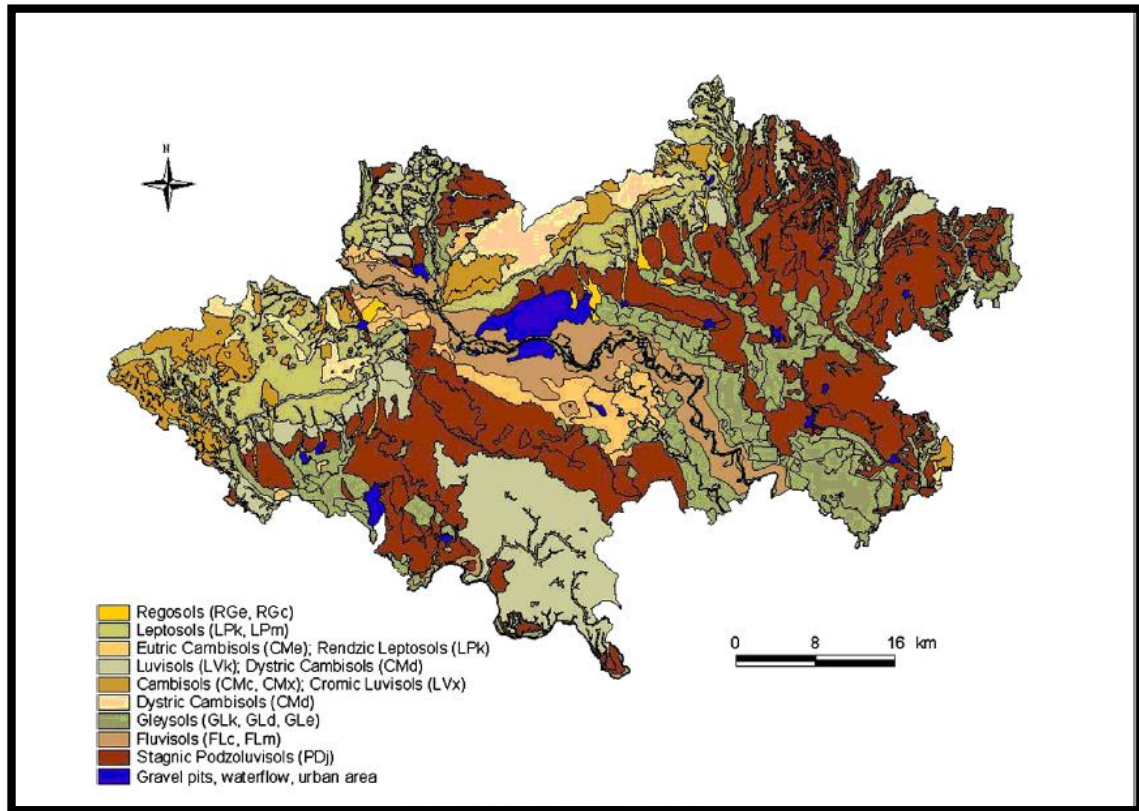 N
Regosols (RGe, RGc)
Leptosols (LPk, LPm)
Eutric Cambisols (CMe); Rendzic Leptosols (LPk)
Luvisols (LVk); Dystric Cambisols (CMd)
Cambisols (CMc, CMx); Cromic Luvisols (LVx)
Dystric Cambisols (CMd)
Gleysols (GLk, GLd, GLe)
Fluvisols (FLc, FLm)
Stagnic Podzoluvisols (PDj)
Gravel pits, waterflow, urban area
0 8 16 km